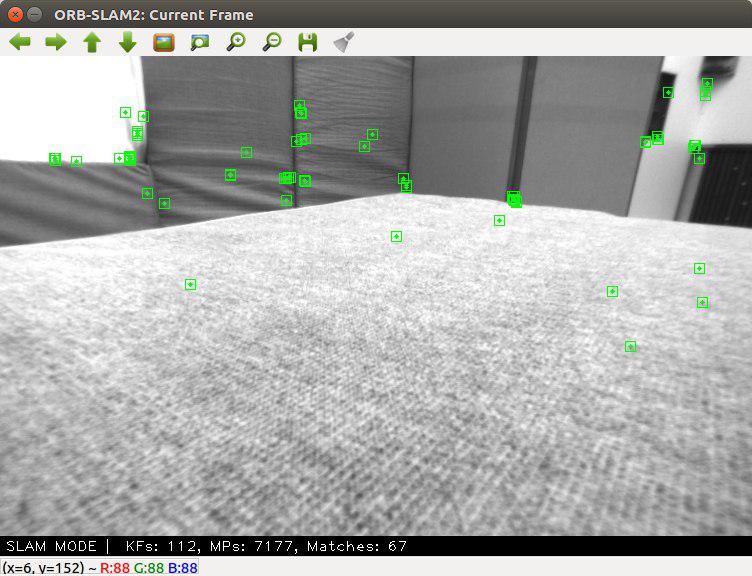 ORB-SLAM2: Current Frame
SLAM MODE | KFs: 112, MPs: 7177, Matches: 67
(x=6, y=152) ~ R:88 G:88 B:88